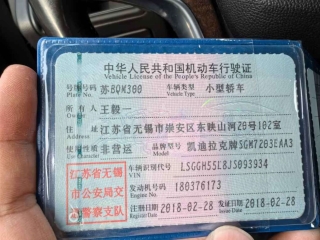 中华人民共和国机动车行驶证
Vehicle License of the People's Republic of China
号牌号码 苏BQM300 车辆类型 小型轿车
Plate No. Vehicle Type
所有人 王毅一
Owner
住址 江苏省无锡市崇安区东映山河26号102室
Address
使用性质 非营运 品牌型号 凯迪拉克牌SGM7203EAA3
Use Character Model
江苏省无锡市公安局交警察支队
车辆识别代号 LSGGH55L8JS093934
VIN
发动机号码 180376173
Engine No.
注册日期 2018-02-28 发证日期 2018-02-28
Register Date Issue Date